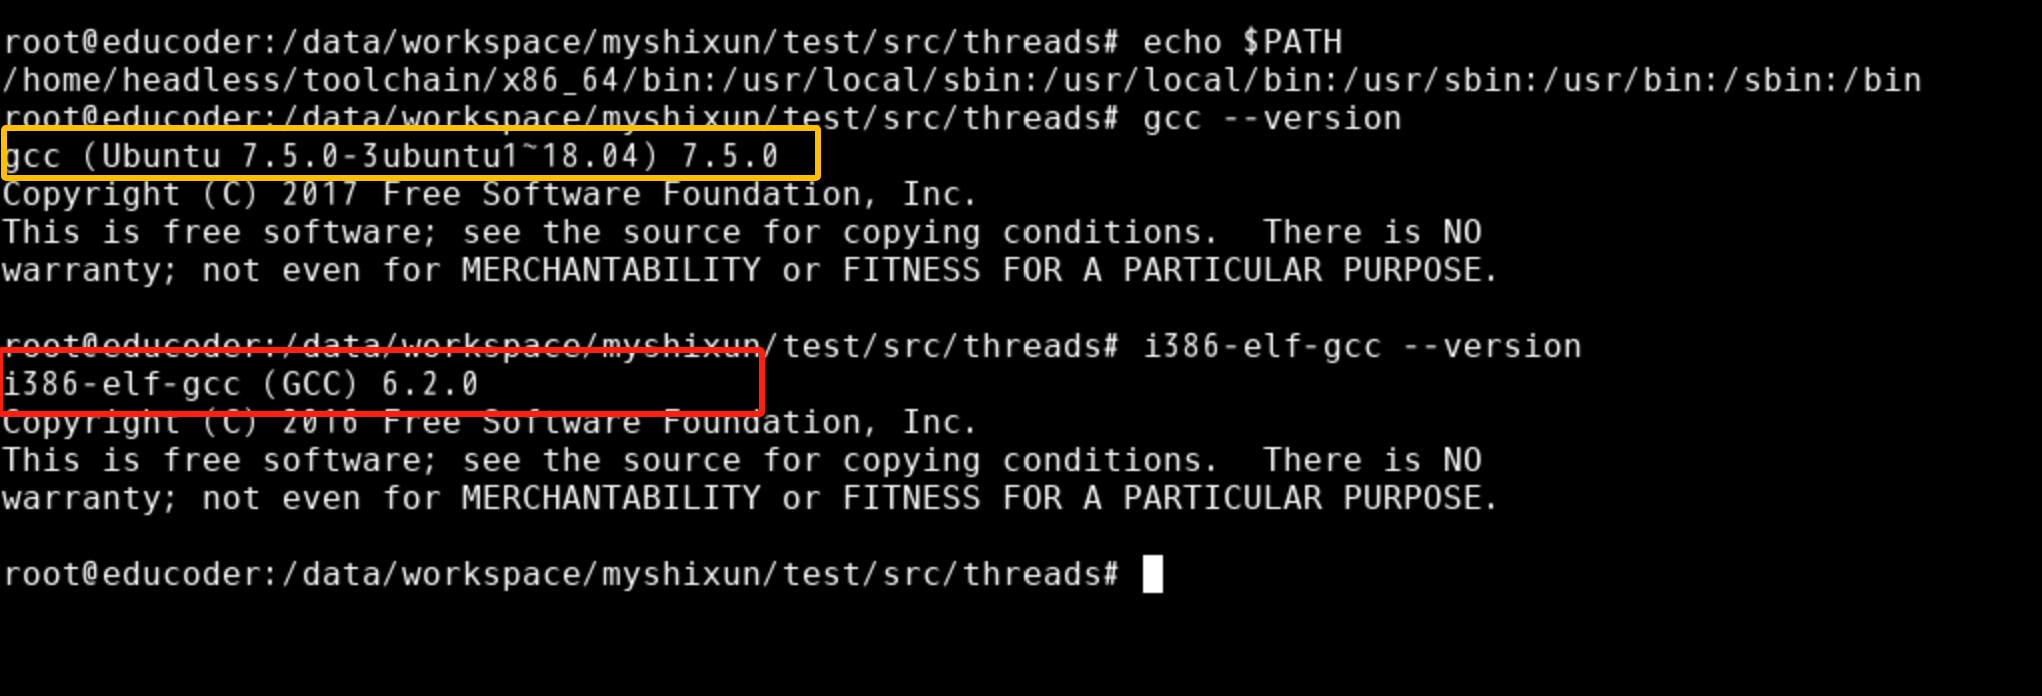 root@educoder:/data/workspace/myshixun/test/src/threads# echo $PATH
/home/headless/toolchain/x86_64/bin:/usr/local/sbin:/usr/local/bin:/usr/sbin:/usr/bin:/sbin:/bin
root@educoder:/data/workspace/myshixun/test/src/threads# gcc --version
gcc (Ubuntu 7.5.0-3ubuntu1~18.04) 7.5.0
Copyright (C) 2017 Free Software Foundation, Inc.
This is free software; see the source for copying conditions.  There is NO
warranty; not even for MERCHANTABILITY or FITNESS FOR A PARTICULAR PURPOSE.
root@educoder:/data/workspace/myshixun/test/src/threads# i386-elf-gcc --version
i386-elf-gcc (GCC) 6.2.0
Copyright (C) 2016 Free Software Foundation, Inc.
This is free software; see the source for copying conditions.  There is NO
warranty; not even for MERCHANTABILITY or FITNESS FOR A PARTICULAR PURPOSE.
root@educoder:/data/workspace/myshixun/test/src/threads#